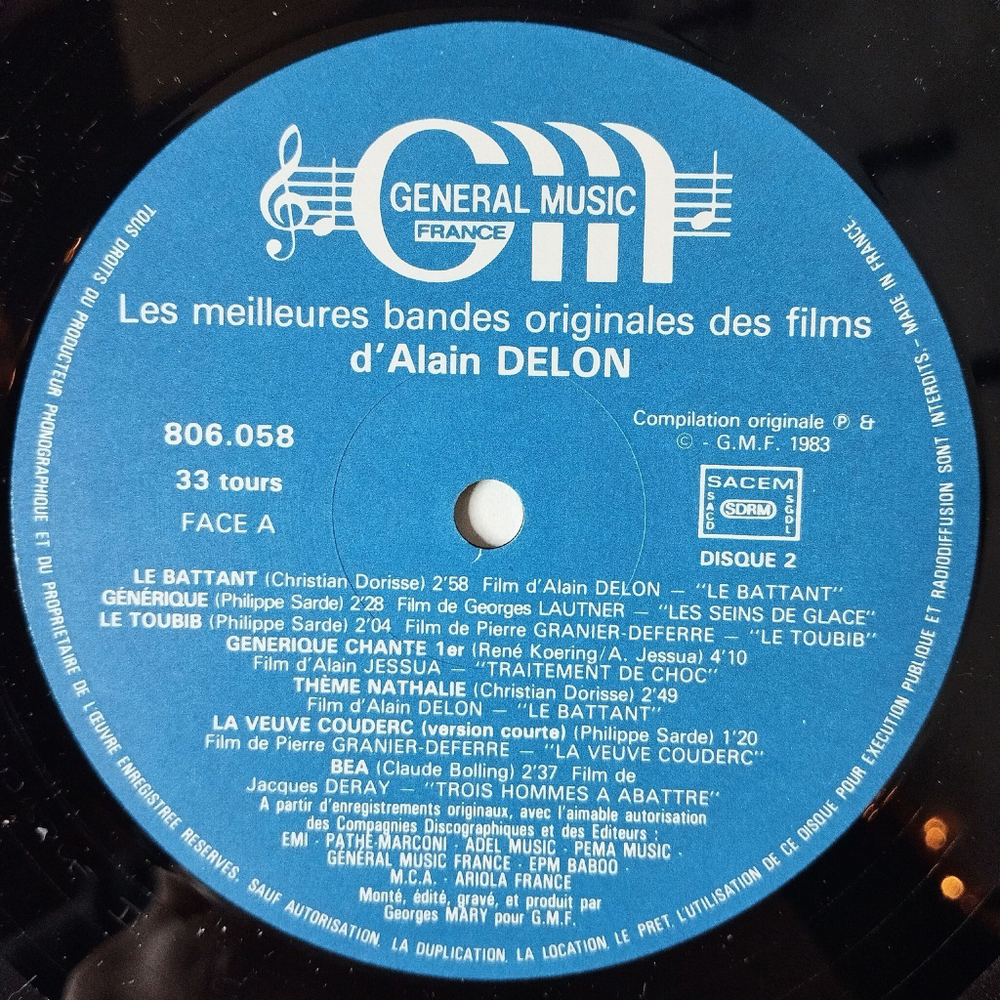 GENERAL MUSIC
FRANCE
Les meilleures bandes originales des films
d'Alain DELON
806.058
33 tours
FACE A
Compilation originale Ⓟ &
© - G.M.F. 1983
SACEM
SACD
SDRM
SGDL
DISQUE 2
LE BATTANT (Christian Dorisse) 2'58 Film d'Alain DELON — "LE BATTANT"
GÉNÉRIQUE (Philippe Sarde) 2'28 Film de Georges LAUTNER — "LES SEINS DE GLACE"
LE TOUBIB (Philippe Sarde) 2'04 Film de Pierre GRANIER-DEFERRE — "LE TOUBIB"
GENERIQUE CHANTE 1er (René Koering/A. Jessua) 4'10
Film d'Alain JESSUA — "TRAITEMENT DE CHOC"
THÈME NATHALIE (Christian Dorisse) 2'49
Film d'Alain DELON — "LE BATTANT"
LA VEUVE COUDERC (version courte) (Philippe Sarde) 1'20
Film de Pierre GRANIER-DEFERRE — "LA VEUVE COUDERC"
BEA (Claude Bolling) 2'37 Film de
Jacques DERAY — "TROIS HOMMES A ABATTRE"
A partir d'enregistrements originaux, avec l'aimable autorisation
des Compagnies Discographiques et des Editeurs :
EMI · PATHÉ-MARCONI · ADEL MUSIC · PEMA MUSIC ·
GÉNÉRAL MUSIC FRANCE · EPM BABOO
M.C.A. · ARIOLA FRANCE
Monté, édité, gravé, et produit par
Georges MARY pour G.M.F.
TOUS DROITS DU PRODUCTEUR PHONOGRAPHIQUE ET DU PROPRIETAIRE DE L'ŒUVRE ENREGISTREE RESERVES, SAUF AUTORISATION, LA DUPLICATION, LA LOCATION, LE PRET, L'UTILISATION DE CE DISQUE POUR EXECUTION PUBLIQUE ET RADIODIFFUSION SONT INTERDITS. – MADE IN FRANCE